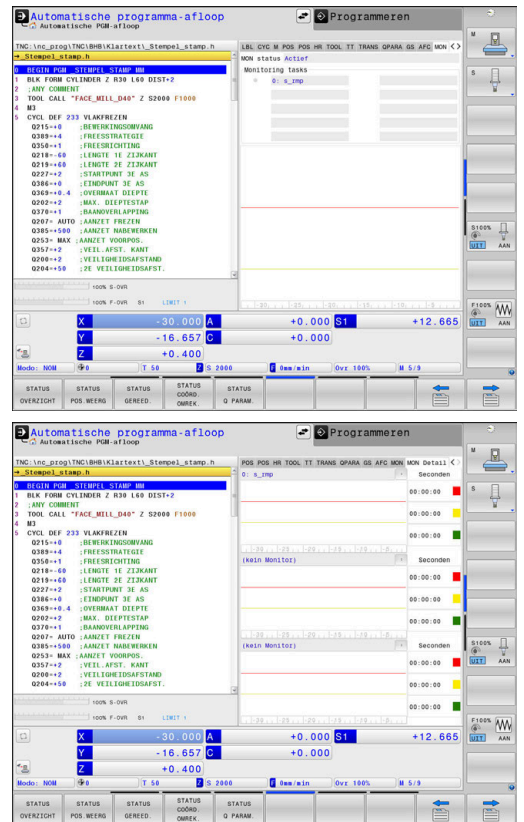 Automatische programma-afloop
Automatische PGM-afloop
Programmeren
TNC:\nc_prog\TNC\BHB\Klartext\_Stempel_stamp.h
→_Stempel_stamp.h
0 BEGIN PGM _STEMPEL_STAMP MM
1 BLK FORM CYLINDER Z R30 L60 DIST+2
2 ;ANY COMMENT
3 TOOL CALL "FACE_MILL_D40" Z S2000 F1000
4 M3
5 CYCL DEF 233 VLAKFREZEN
Q215=+0 ;BEWERKINGSOMVANG
Q389=+4 ;FREESSTRATEGIE
Q350=+1 ;FREESRICHTING
Q218=-60 ;LENGTE 1E ZIJKANT
Q219=+60 ;LENGTE 2E ZIJKANT
Q227=+2 ;STARTPUNT 3E AS
Q386=+0 ;EINDPUNT 3E AS
Q369=+0.4 ;OVERMAAT DIEPTE
Q202=+2 ;MAX. DIEPTESTAP
Q370=+1 ;BAANOVERLAPPING
Q207= AUTO ;AANZET FREZEN
Q385=+500 ;AANZET NABEWERKEN
Q253= MAX ;AANZET VOORPOS.
Q357=+2 ;VEIL.AFST. KANT
Q200=+2 ;VEILIGHEIDSAFSTAND
Q204=+50 ;2E VEILIGHEIDSAFST.
LBL CYC M POS POS HR TOOL TT TRANS QPARA GS AFC MON
MON status Actief
Monitoring tasks
0: s_rmp
100% S-OVR
100% F-OVR S1 LIMIT 1
X -30.000 A +0.000 S1 +12.665
Y -16.657 C +0.000
Z +0.400
Modo: NOM 0 T 50 Z S 2000 F 0mm/min Ovr 100% M 5/9
STATUS OVERZICHT
STATUS POS.WEERG
STATUS GEREED.
STATUS COÖRD. OMREK.
STATUS Q PARAM.
M
S
S100%
UIT AAN
F100%
UIT AAN
Automatische programma-afloop
Automatische PGM-afloop
Programmeren
TNC:\nc_prog\TNC\BHB\Klartext\_Stempel_stamp.h
→_Stempel_stamp.h
0 BEGIN PGM _STEMPEL_STAMP MM
1 BLK FORM CYLINDER Z R30 L60 DIST+2
2 ;ANY COMMENT
3 TOOL CALL "FACE_MILL_D40" Z S2000 F1000
4 M3
5 CYCL DEF 233 VLAKFREZEN
Q215=+0 ;BEWERKINGSOMVANG
Q389=+4 ;FREESSTRATEGIE
Q350=+1 ;FREESRICHTING
Q218=-60 ;LENGTE 1E ZIJKANT
Q219=+60 ;LENGTE 2E ZIJKANT
Q227=+2 ;STARTPUNT 3E AS
Q386=+0 ;EINDPUNT 3E AS
Q369=+0.4 ;OVERMAAT DIEPTE
Q202=+2 ;MAX. DIEPTESTAP
Q370=+1 ;BAANOVERLAPPING
Q207= AUTO ;AANZET FREZEN
Q385=+500 ;AANZET NABEWERKEN
Q253= MAX ;AANZET VOORPOS.
Q357=+2 ;VEIL.AFST. KANT
Q200=+2 ;VEILIGHEIDSAFSTAND
Q204=+50 ;2E VEILIGHEIDSAFST.
POS POS HR TOOL TT TRANS QPARA GS AFC MON MON Detail
0: s_rmp Seconden
00:00:00
00:00:00
00:00:00
(kein Monitor) Seconden
00:00:00
00:00:00
00:00:00
(kein Monitor) Seconden
00:00:00
00:00:00
00:00:00
100% S-OVR
100% F-OVR S1 LIMIT 1
X -30.000 A +0.000 S1 +12.665
Y -16.657 C +0.000
Z +0.400
Modo: NOM 0 T 50 Z S 2000 F 0mm/min Ovr 100% M 5/9
STATUS OVERZICHT
STATUS POS.WEERG
STATUS GEREED.
STATUS COÖRD. OMREK.
STATUS Q PARAM.
M
S
S100%
UIT AAN
F100%
UIT AAN